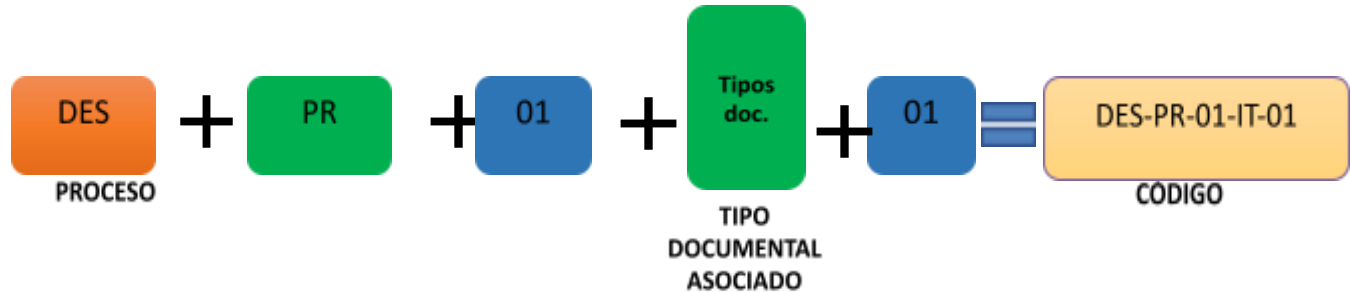 DES
PROCESO
+
PR
+
01
+
Tipos
doc.
TIPO
DOCUMENTAL
ASOCIADO
+
01
=
DES-PR-01-IT-01
CÓDIGO